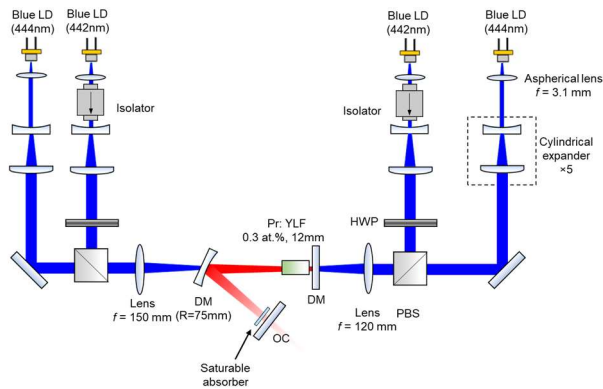 Blue LD
(444nm)
Blue LD
(442nm)
Blue LD
(442nm)
Blue LD
(444nm)
Isolator
Isolator
Aspherical lens
f = 3.1 mm
Cylindrical
expander
×5
HWP
Pr: YLF
0.3 at.%, 12mm
Lens
f = 150 mm
DM
(R=75mm)
DM
Lens
f = 120 mm
PBS
OC
Saturable
absorber